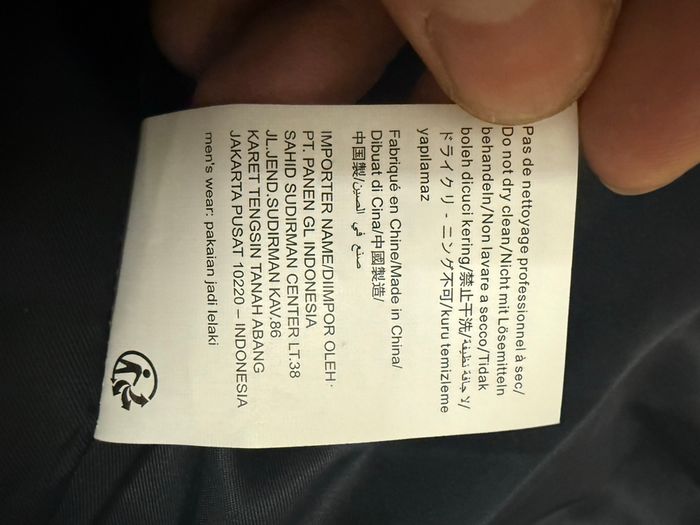 Pas de nettoyage professionnel à sec/
Do not dry clean/Nicht mit Lösemitteln
behandeln/Non lavare a secco/Tidak
boleh dicuci kering/禁止干洗/لا جافة نظيفة/
ドライクリ-ニング不可/kuru temizleme
yapılamaz
Fabriqué en Chine/Made in China/
Dibuat di Cina/中國製造/
中国製/صنع في الصين
IMPORTER NAME/DIIMPOR OLEH:
PT. PANEN GL INDONESIA
SAHID SUDIRMAN CENTER LT.38
JL.JEND.SUDIRMAN KAV.86
KARET TENGSIN TANAH ABANG
JAKARTA PUSAT 10220 – INDONESIA
men's wear: pakaian jadi lelaki